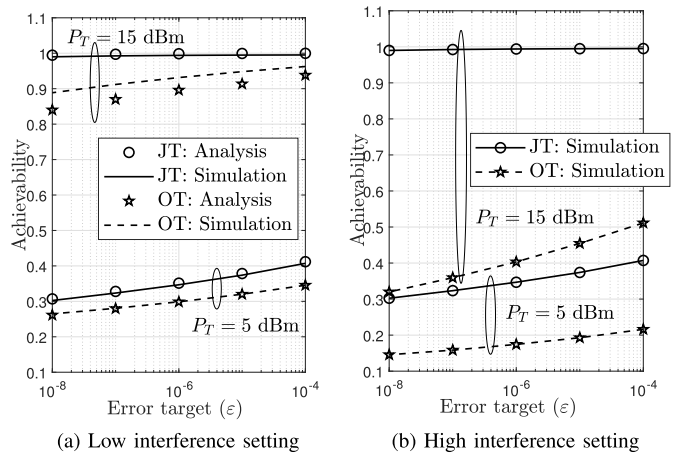 1.1
1
0.9
0.8
0.7
0.6
0.5
0.4
0.3
0.2
0.1
Achievability
P_T = 15 dBm
JT: Analysis
JT: Simulation
OT: Analysis
OT: Simulation
P_T = 5 dBm
10^-8
10^-6
10^-4
Error target (ε)
(a) Low interference setting
1.1
1
0.9
0.8
0.7
0.6
0.5
0.4
0.3
0.2
0.1
Achievability
JT: Simulation
OT: Simulation
P_T = 15 dBm
P_T = 5 dBm
10^-8
10^-6
10^-4
Error target (ε)
(b) High interference setting